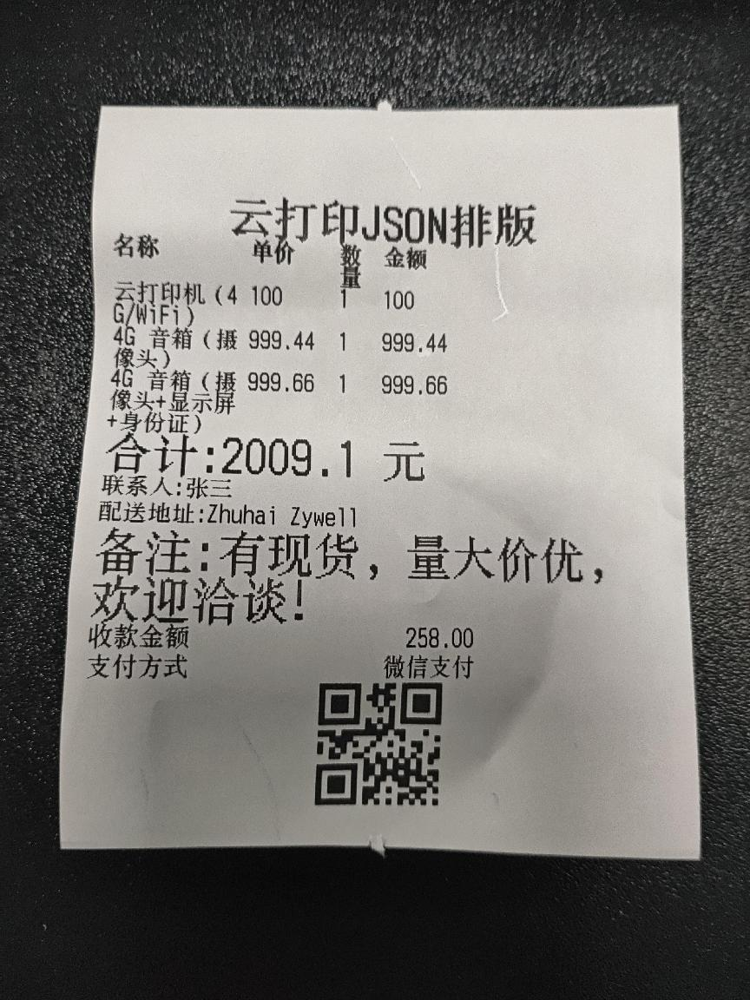 云打印JSON排版
名称 单价 数量 金额
云打印机（4G/WiFi） 100 1 100
4G 音箱（摄像头） 999.44 1 999.44
4G 音箱（摄像头+显示屏+身份证） 999.66 1 999.66
合计:2009.1 元
联系人:张三
配送地址:Zhuhai Zywell
备注:有现货，量大价优，
欢迎洽谈!
收款金额 258.00
支付方式 微信支付